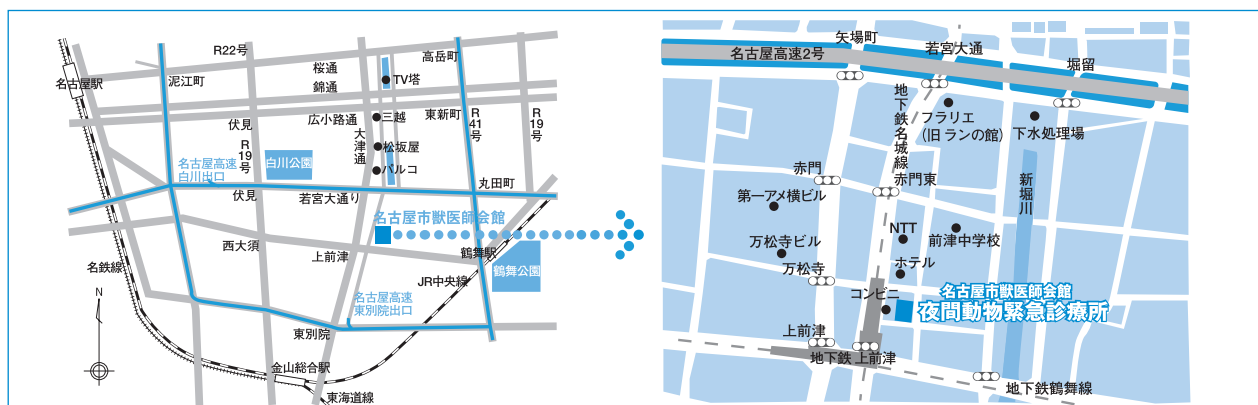 R22号
高岳町
桜通
錦通
TV塔
名古屋駅
泥江町
伏見
広小路通
三越
東新町
R41号
R19号
R19号
大津通
松坂屋
パルコ
白川公園
名古屋高速
白川出口
伏見
若宮大通り
丸田町
名古屋市獣医師会館
西大須
上前津
鶴舞駅
鶴舞公園
名鉄線
JR中央線
N
名古屋高速
東別院出口
東別院
金山総合駅
東海道線
矢場町
若宮大通
名古屋高速2号
堀留
地下鉄名城線
フラリエ
(旧 ランの館)
下水処理場
赤門
赤門東
新堀川
第一アメ横ビル
NTT
前津中学校
万松寺ビル
万松寺
ホテル
コンビニ
名古屋市獣医師会館
夜間動物緊急診療所
上前津
地下鉄 上前津
地下鉄鶴舞線